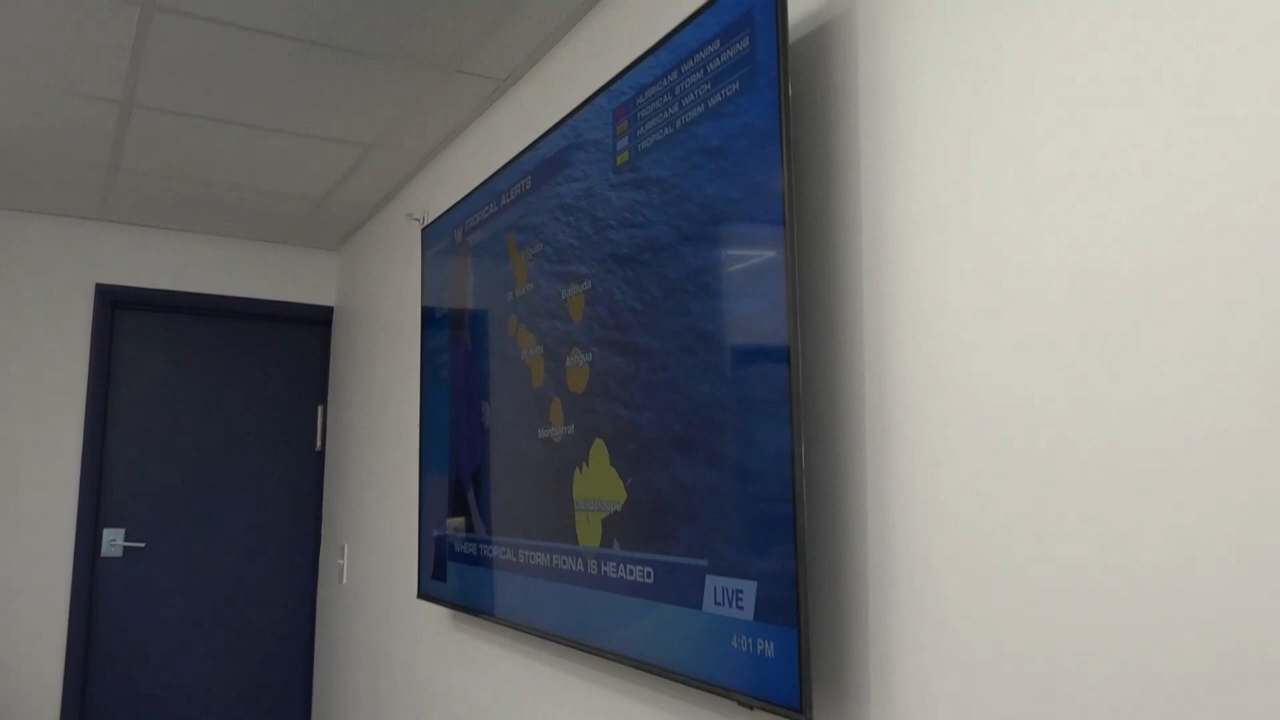 HURRICANE WARNING
TROPICAL STORM WARNING
HURRICANE WATCH
TROPICAL STORM WATCH
TROPICAL ALERTS
Barbuda
Antigua
Montserrat
Guadeloupe
WHERE TROPICAL STORM FIONA IS HEADED
LIVE
4:01 PM